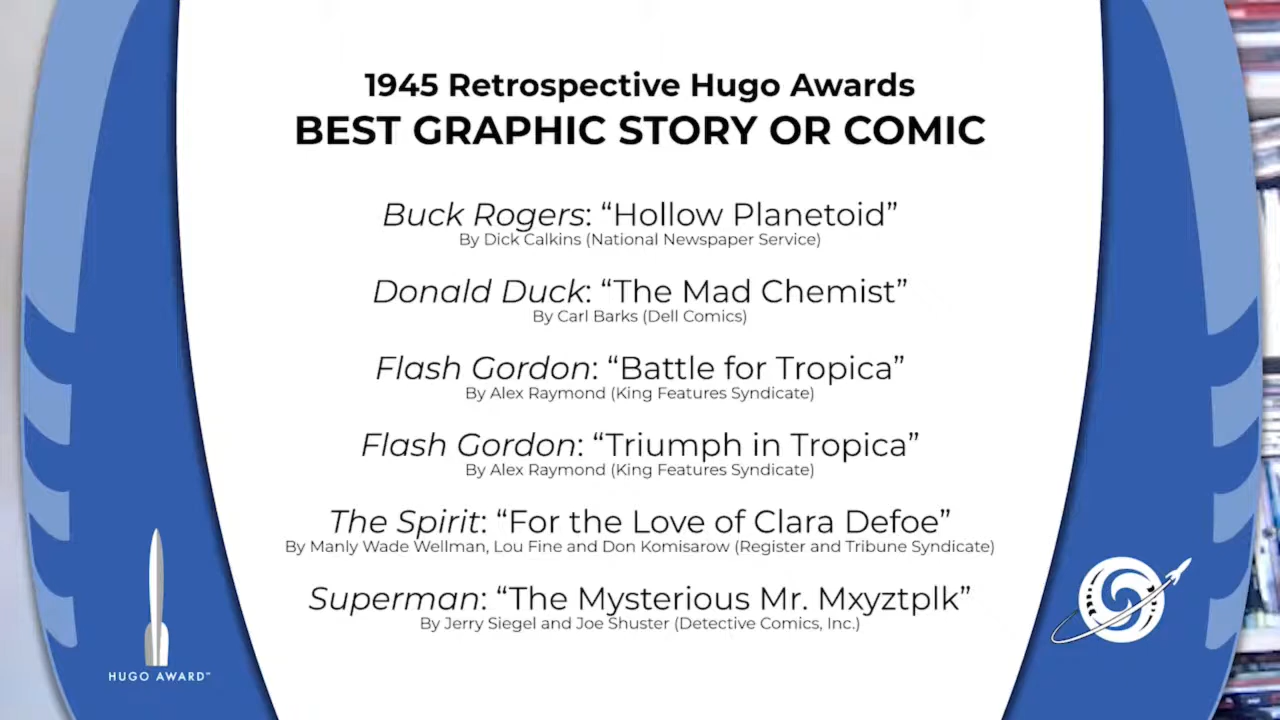 1945 Retrospective Hugo Awards
BEST GRAPHIC STORY OR COMIC
Buck Rogers: “Hollow Planetoid”
By Dick Calkins (National Newspaper Service)
Donald Duck: “The Mad Chemist”
By Carl Barks (Dell Comics)
Flash Gordon: “Battle for Tropica”
By Alex Raymond (King Features Syndicate)
Flash Gordon: “Triumph in Tropica”
By Alex Raymond (King Features Syndicate)
The Spirit: “For the Love of Clara Defoe”
By Manly Wade Wellman, Lou Fine and Don Komisarow (Register and Tribune Syndicate)
Superman: “The Mysterious Mr. Mxyztplk”
By Jerry Siegel and Joe Shuster (Detective Comics, Inc.)
HUGO AWARD™